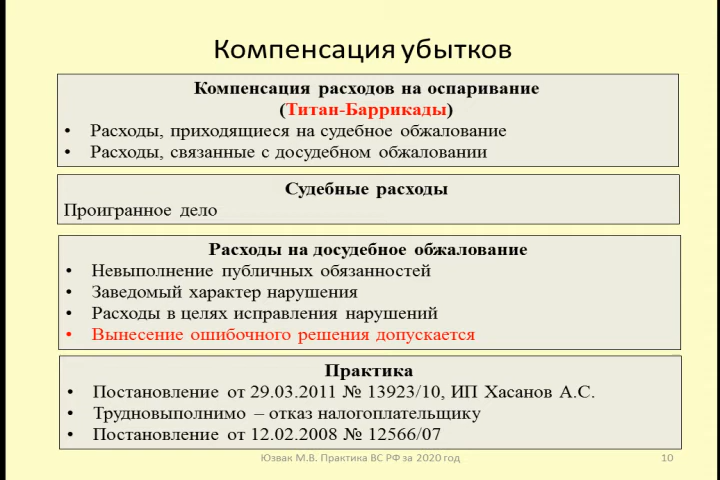 Компенсация убытков
Компенсация расходов на оспаривание
(Титан-Баррикады)
• Расходы, приходящиеся на судебное обжалование
• Расходы, связанные с досудебном обжаловании
Судебные расходы
Проигранное дело
Расходы на досудебное обжалование
• Невыполнение публичных обязанностей
• Заведомый характер нарушения
• Расходы в целях исправления нарушений
• Вынесение ошибочного решения допускается
Практика
• Постановление от 29.03.2011 № 13923/10, ИП Хасанов А.С.
• Трудновыполнимо – отказ налогоплательщику
• Постановление от 12.02.2008 № 12566/07
Юзвак М.В. Практика ВС РФ за 2020 год
10